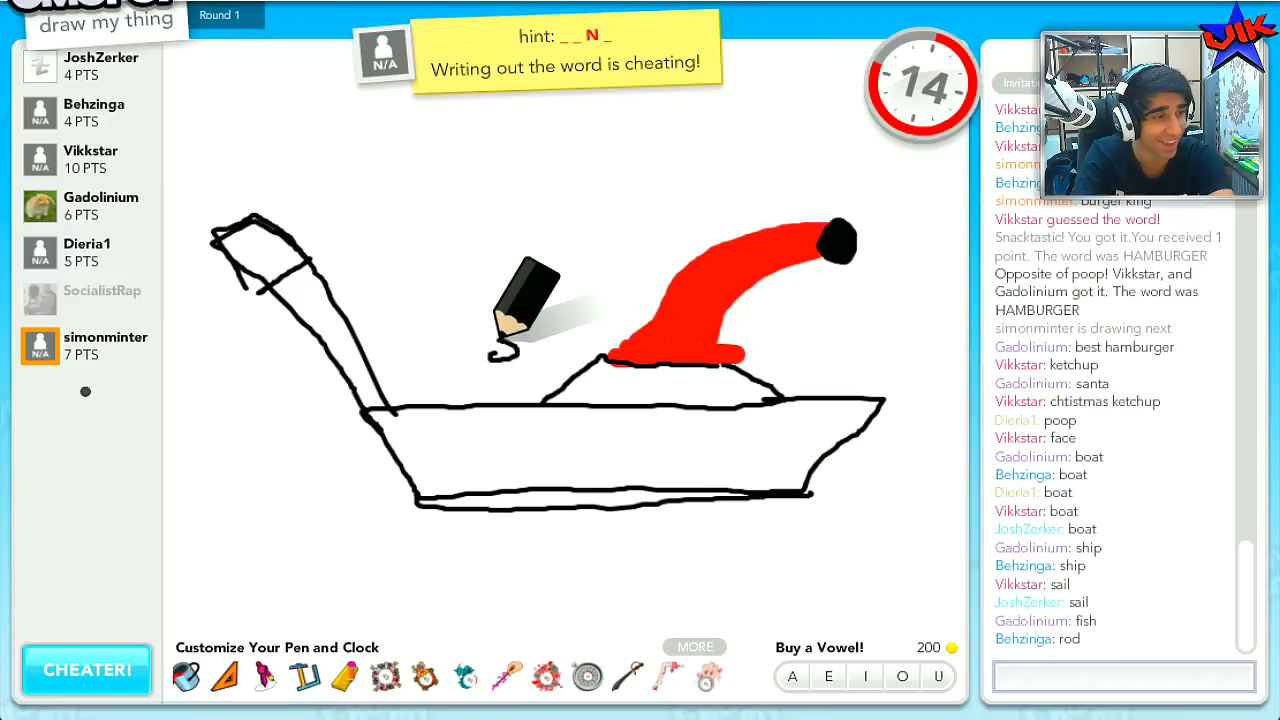 draw my thing
Round 1
JoshZerker
4 PTS
N/A
Behzinga
4 PTS
N/A
Vikkstar
10 PTS
Gadolinium
6 PTS
N/A
Dieria1
5 PTS
SocialistRap
N/A
simonminter
7 PTS
CHEATER!
N/A
hint: _ _ N _
Writing out the word is cheating!
14
Customize Your Pen and Clock
MORE
Buy a Vowel!
200
A E I O U
VIK
simonminter: burger king
Vikkstar guessed the word!
Snacktastic! You got it.You received 1
point. The word was HAMBURGER
Opposite of poop! Vikkstar, and
Gadolinium got it. The word was
HAMBURGER
simonminter is drawing next
Gadolinium: best hamburger
Vikkstar: ketchup
Gadolinium: santa
Vikkstar: chtistmas ketchup
Dieria1: poop
Vikkstar: face
Gadolinium: boat
Behzinga: boat
Dieria1: boat
Vikkstar: boat
JoshZerker: boat
Gadolinium: ship
Behzinga: ship
Vikkstar: sail
JoshZerker: sail
Gadolinium: fish
Behzinga: rod